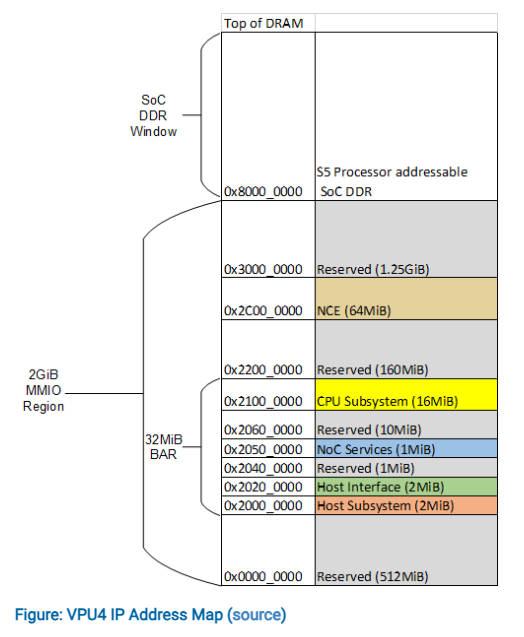 Top of DRAM
SoC
DDR
Window
S5 Processor addressable
0x8000_0000 SoC DDR
0x3000_0000 Reserved (1.25GiB)
0x2C00_0000 NCE (64MiB)
0x2200_0000 Reserved (160MiB)
2GiB
MMIO
Region
0x2100_0000 CPU Subsystem (16MiB)
0x2060_0000 Reserved (10MiB)
32MiB
BAR
0x2050_0000 NoC Services (1MiB)
0x2040_0000 Reserved (1MiB)
0x2020_0000 Host Interface (2MiB)
0x2000_0000 Host Subsystem (2MiB)
0x0000_0000 Reserved (512MiB)
Figure: VPU4 IP Address Map (source)